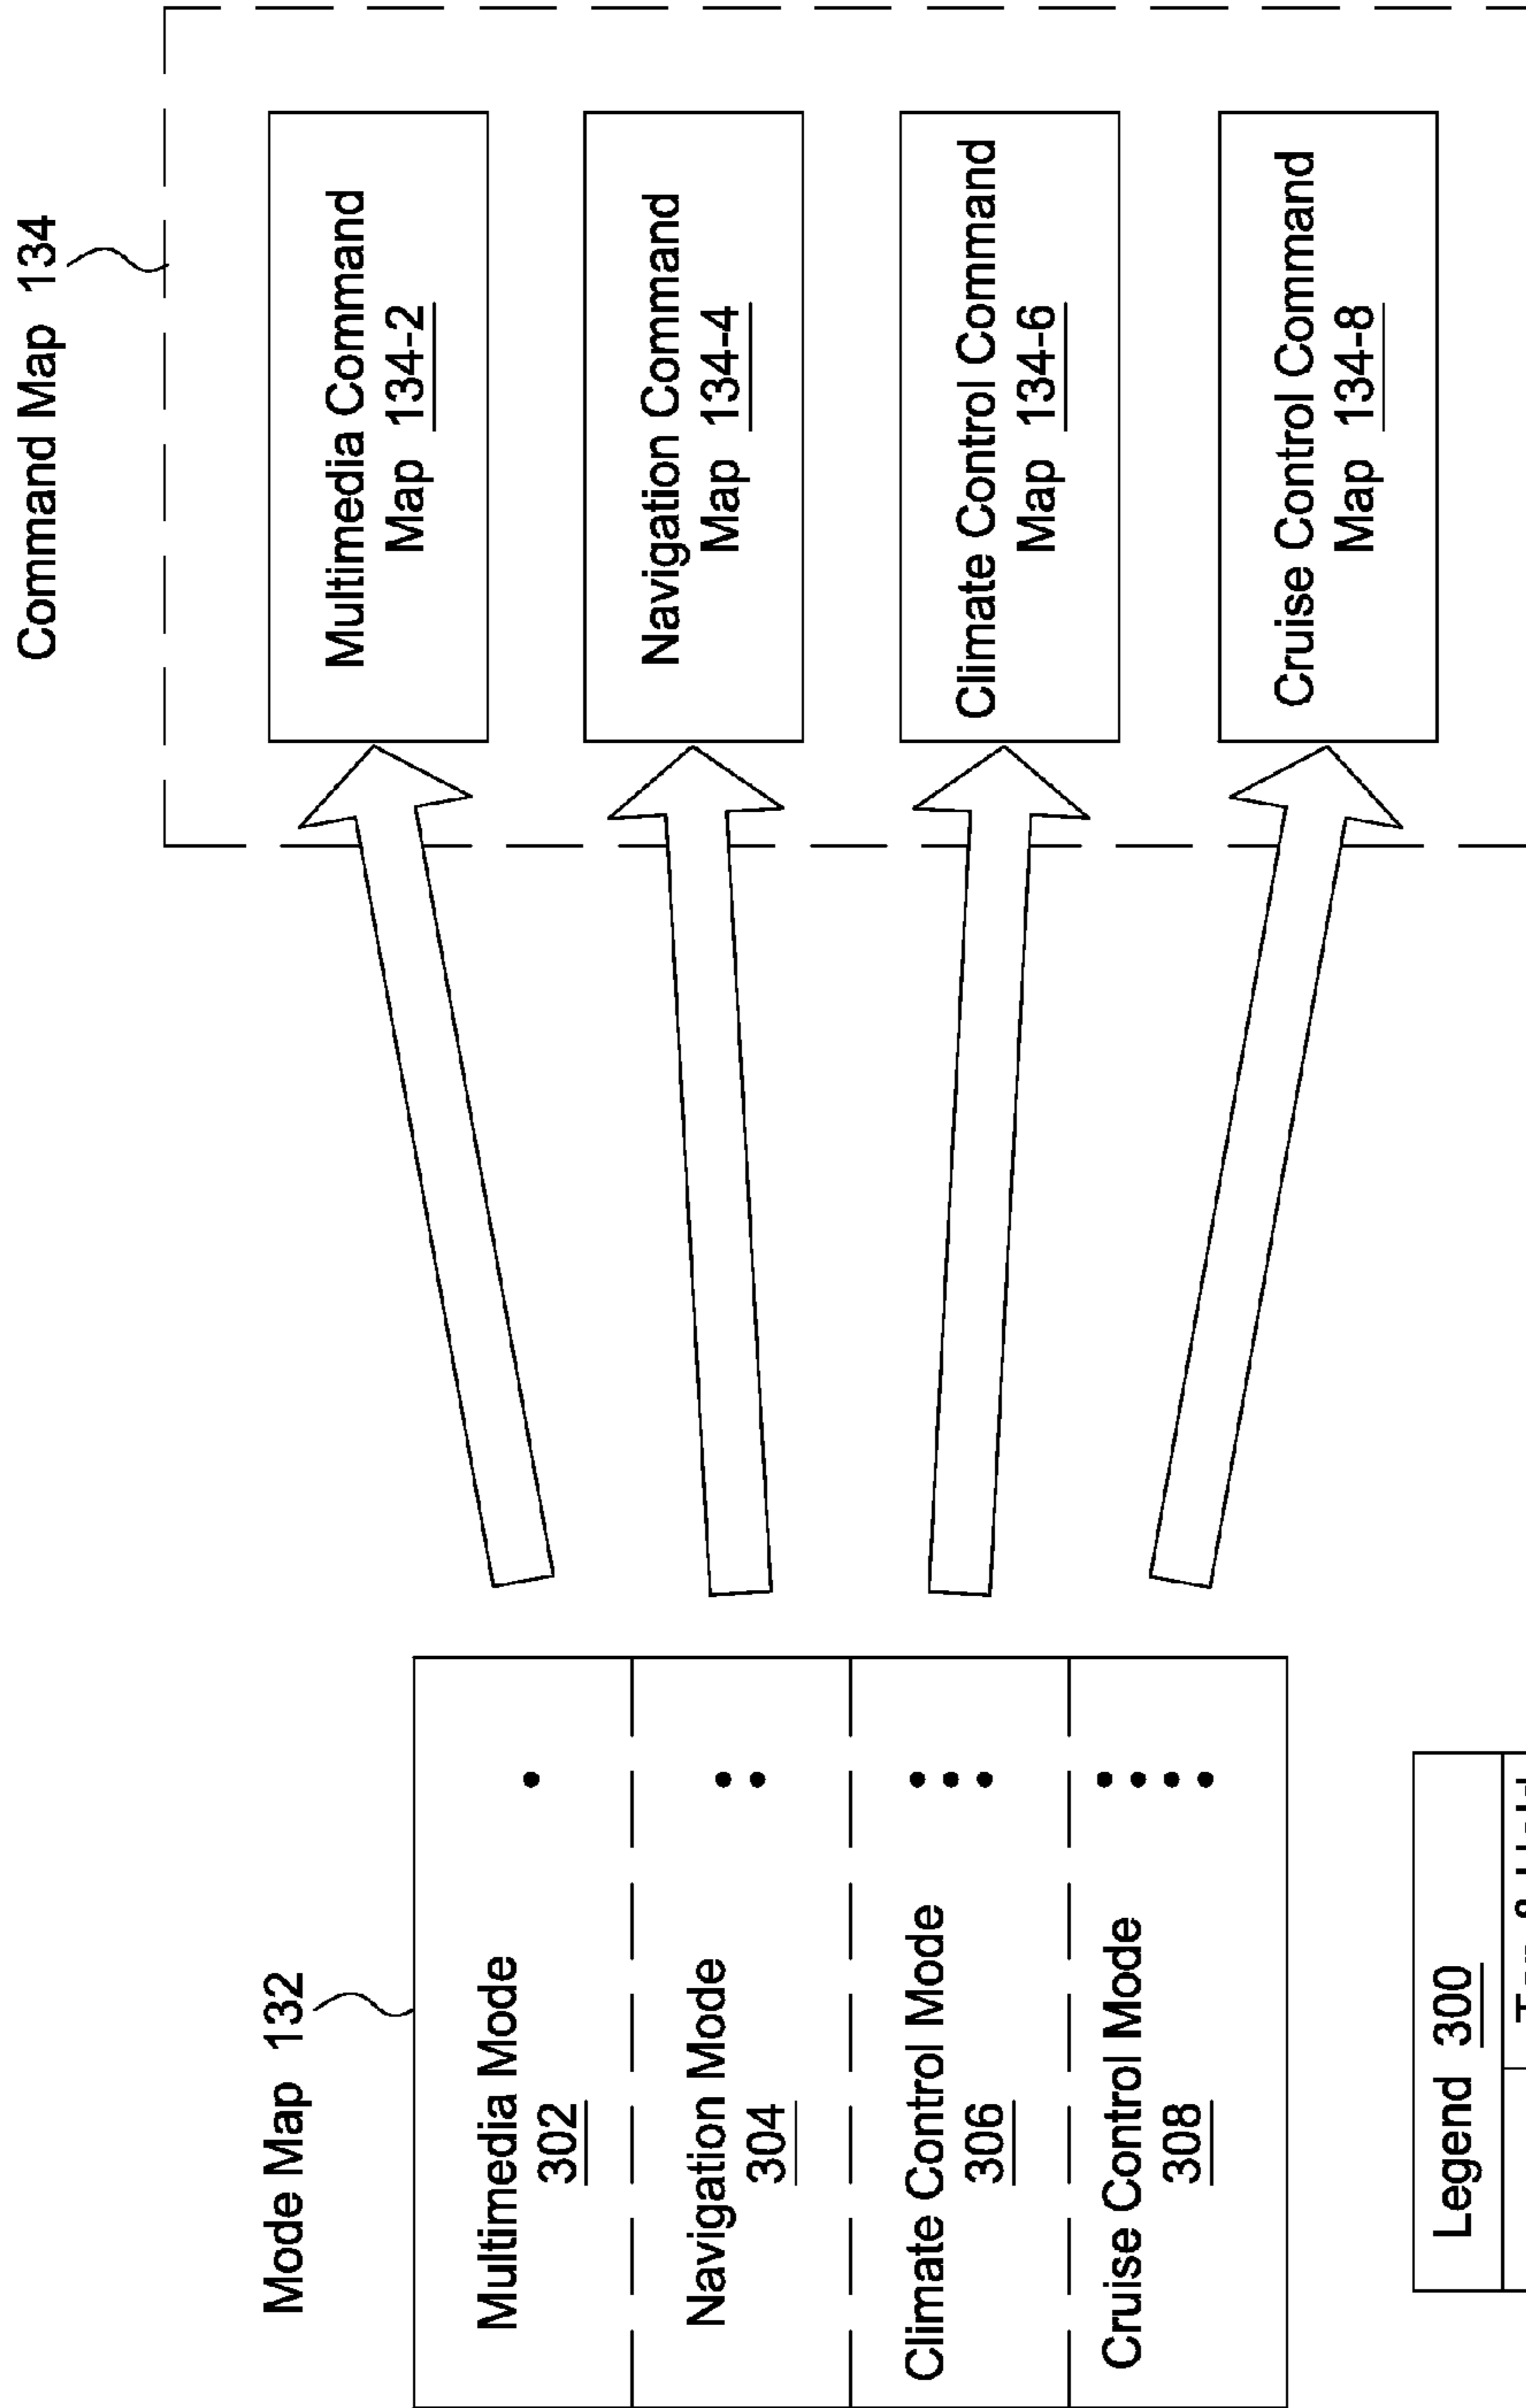 Command Map 134
Mode Map 132
Multimedia Mode
302
Navigation Mode
304
Climate Control Mode
306
Cruise Control Mode
308
Multimedia Command
Map 134-2
Navigation Command
Map 134-4
Climate Control Command
Map 134-6
Cruise Control Command
Map 134-8
Legend 300